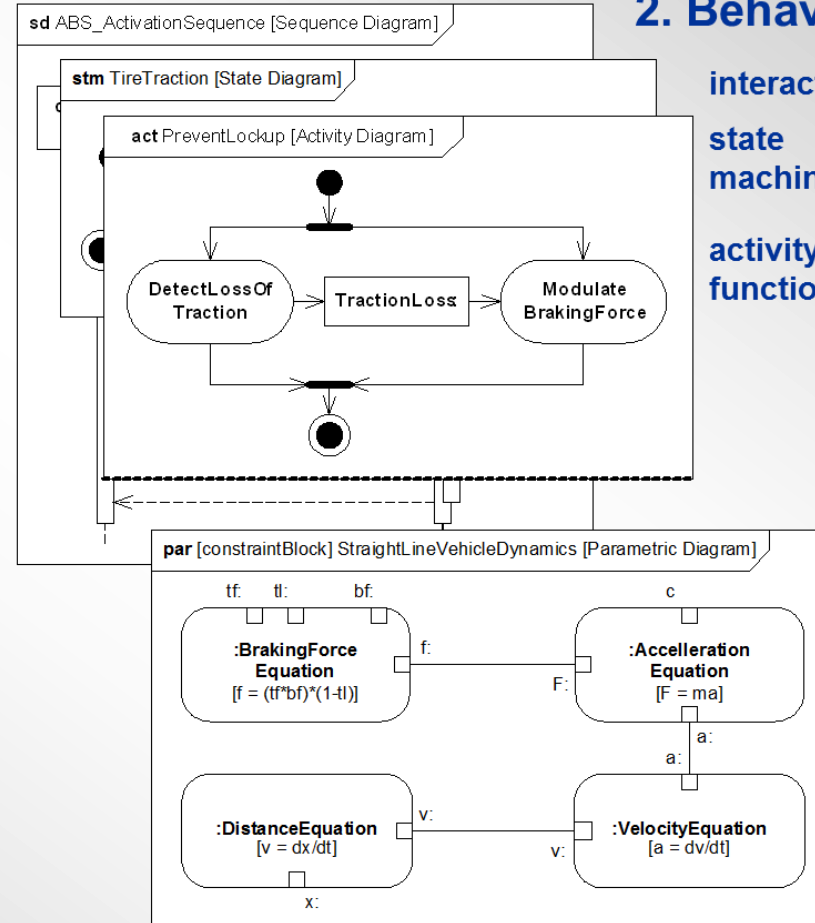 sd ABS_ActivationSequence [Sequence Diagram]
2. Behav
interac
stm TireTraction [State Diagram]
state
machin
act PreventLockup [Activity Diagram]
activity
functio
DetectLossOf
Traction
TractionLoss:
Modulate
BrakingForce
par [constraintBlock] StraightLineVehicleDynamics [Parametric Diagram]
tf:
tl:
bf:
c
:BrakingForce
Equation
[f = (tf*bf)*(1-tl)]
f:
F:
:Accelleration
Equation
[F = ma]
a:
a:
:DistanceEquation
[v = dx/dt]
v:
v:
:VelocityEquation
[a = dv/dt]
x: